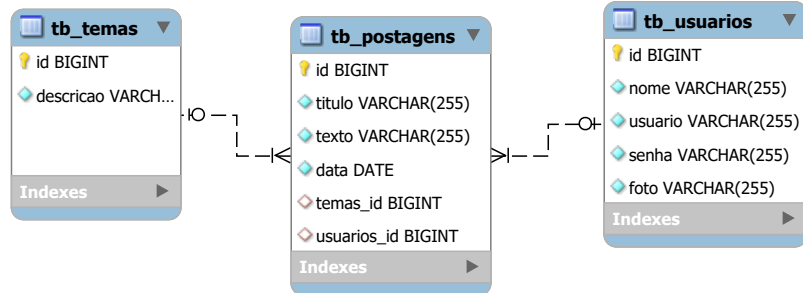 tb_temas
id BIGINT
descricao VARCH...
Indexes
tb_postagens
id BIGINT
titulo VARCHAR(255)
texto VARCHAR(255)
data DATE
temas_id BIGINT
usuarios_id BIGINT
Indexes
tb_usuarios
id BIGINT
nome VARCHAR(255)
usuario VARCHAR(255)
senha VARCHAR(255)
foto VARCHAR(255)
Indexes